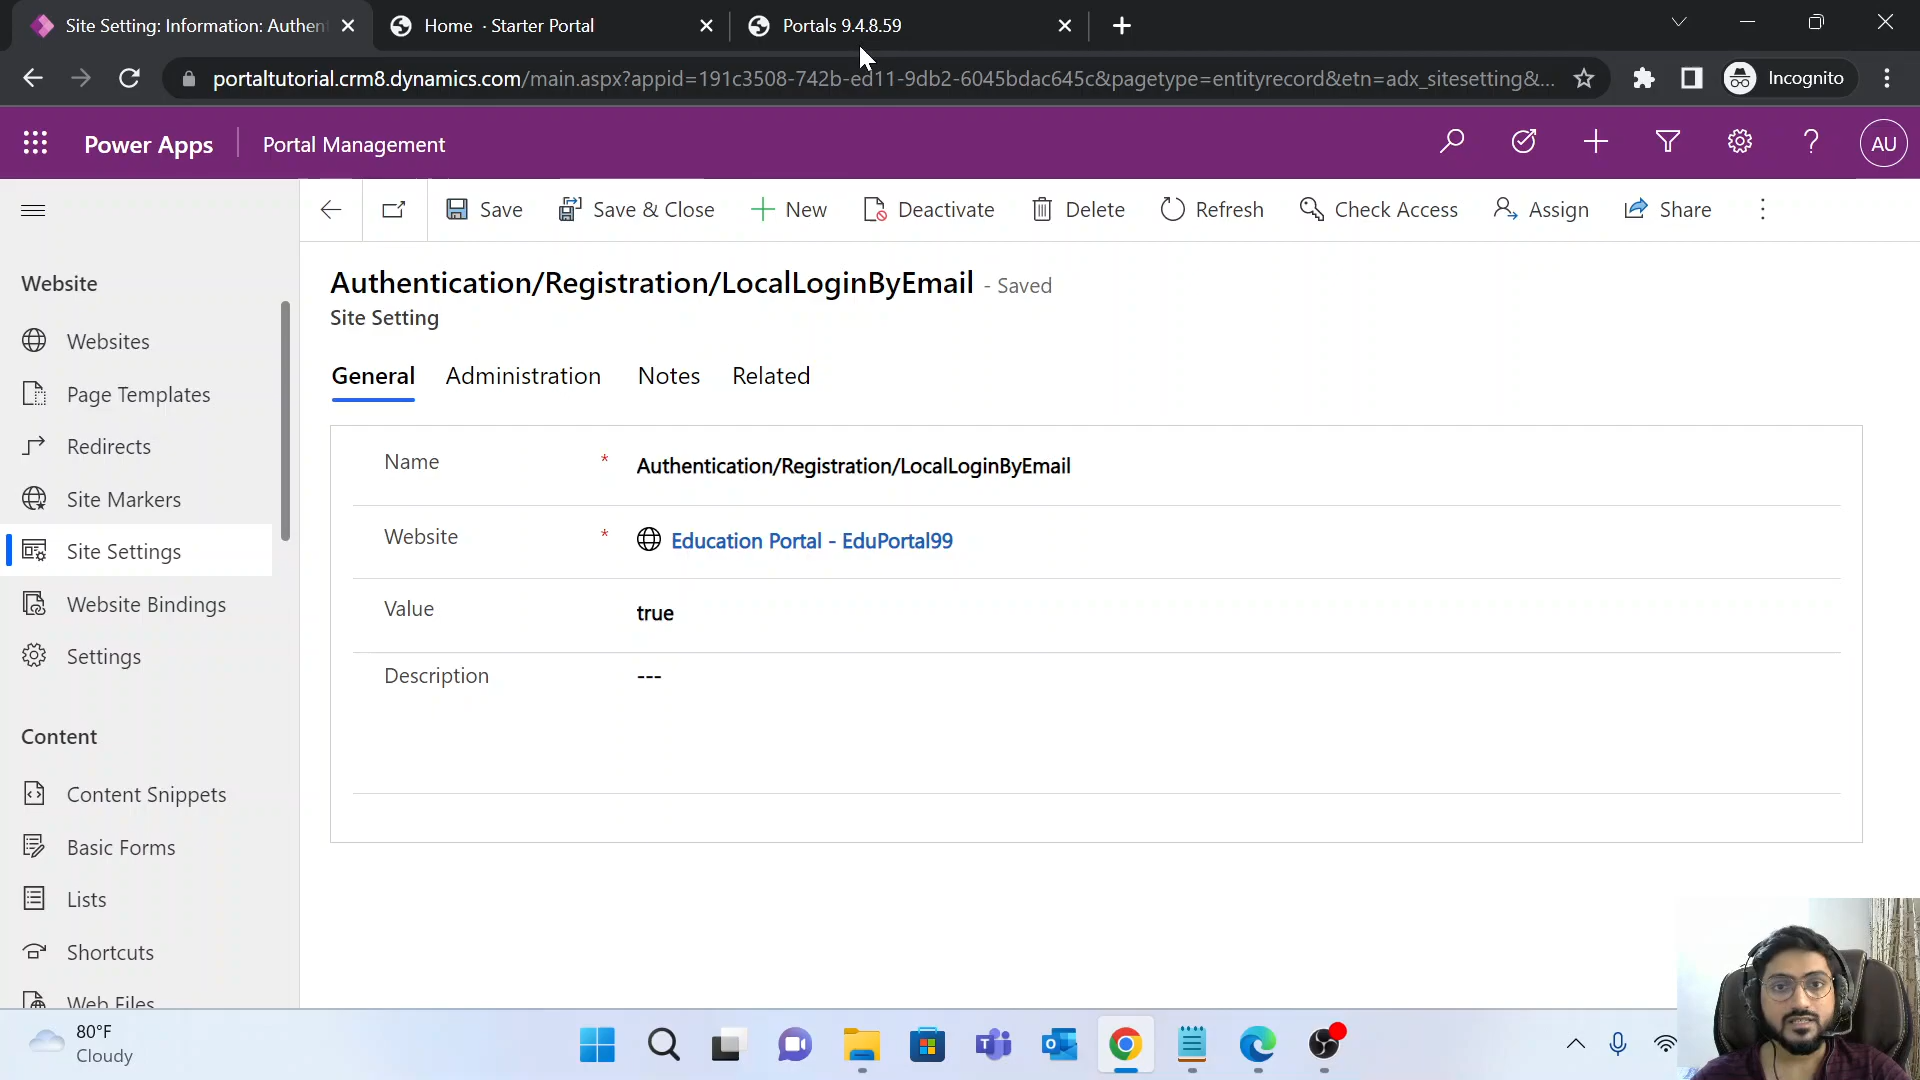 Site Setting: Information: Authen
Home · Starter Portal
Portals 9.4.8.59
portaltutorial.crm8.dynamics.com/main.aspx?appid=191c3508-742b-ed11-9db2-6045bdac645c&pagetype=entityrecord&etn=adx_sitesetting&...
Incognito
Power Apps
Portal Management
AU
Save
Save & Close
New
Deactivate
Delete
Refresh
Check Access
Assign
Share
Authentication/Registration/LocalLoginByEmail - Saved
Site Setting
General
Administration
Notes
Related
Name *
Authentication/Registration/LocalLoginByEmail
Website *
Education Portal - EduPortal99
Value
true
Description
---
Website
Websites
Page Templates
Redirects
Site Markers
Site Settings
Website Bindings
Settings
Content
Content Snippets
Basic Forms
Lists
Shortcuts
Web Files
80°F
Cloudy